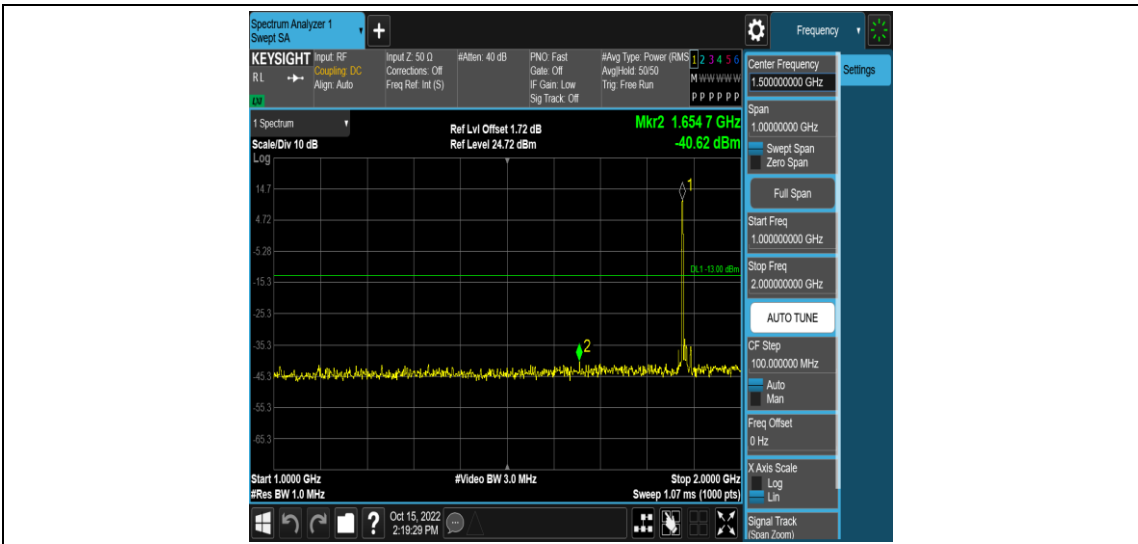 Spectrum Analyzer 1
Swept SA
+
Frequency
KEYSIGHT
RL
LXI
Input: RF
Coupling: DC
Align: Auto
Input Z: 50 Ω
Corrections: Off
Freq Ref: Int (S)
#Atten: 40 dB
PNO: Fast
Gate: Off
IF Gain: Low
Sig Track: Off
#Avg Type: Power (RMS
Avg|Hold: 50/50
Trig: Free Run
1 2 3 4 5 6
M W W W W W
P P P P P P
Center Frequency
1.500000000 GHz
Settings
Span
1.00000000 GHz
Swept Span
Zero Span
Full Span
Start Freq
1.000000000 GHz
Stop Freq
2.000000000 GHz
AUTO TUNE
CF Step
100.000000 MHz
Auto
Man
Freq Offset
0 Hz
X Axis Scale
Log
Lin
Signal Track
(Span Zoom)
1 Spectrum
Scale/Div 10 dB
Log
Ref Lvl Offset 1.72 dB
Ref Level 24.72 dBm
Mkr2 1.654 7 GHz
-40.62 dBm
14.7
4.72
-5.28
-15.3
-25.3
-35.3
-45.3
-55.3
-65.3
1
DL1 -13.00 dBm
2
Start 1.0000 GHz
#Res BW 1.0 MHz
#Video BW 3.0 MHz
Stop 2.0000 GHz
Sweep 1.07 ms (1000 pts)
?
Oct 15, 2022
2:19:29 PM